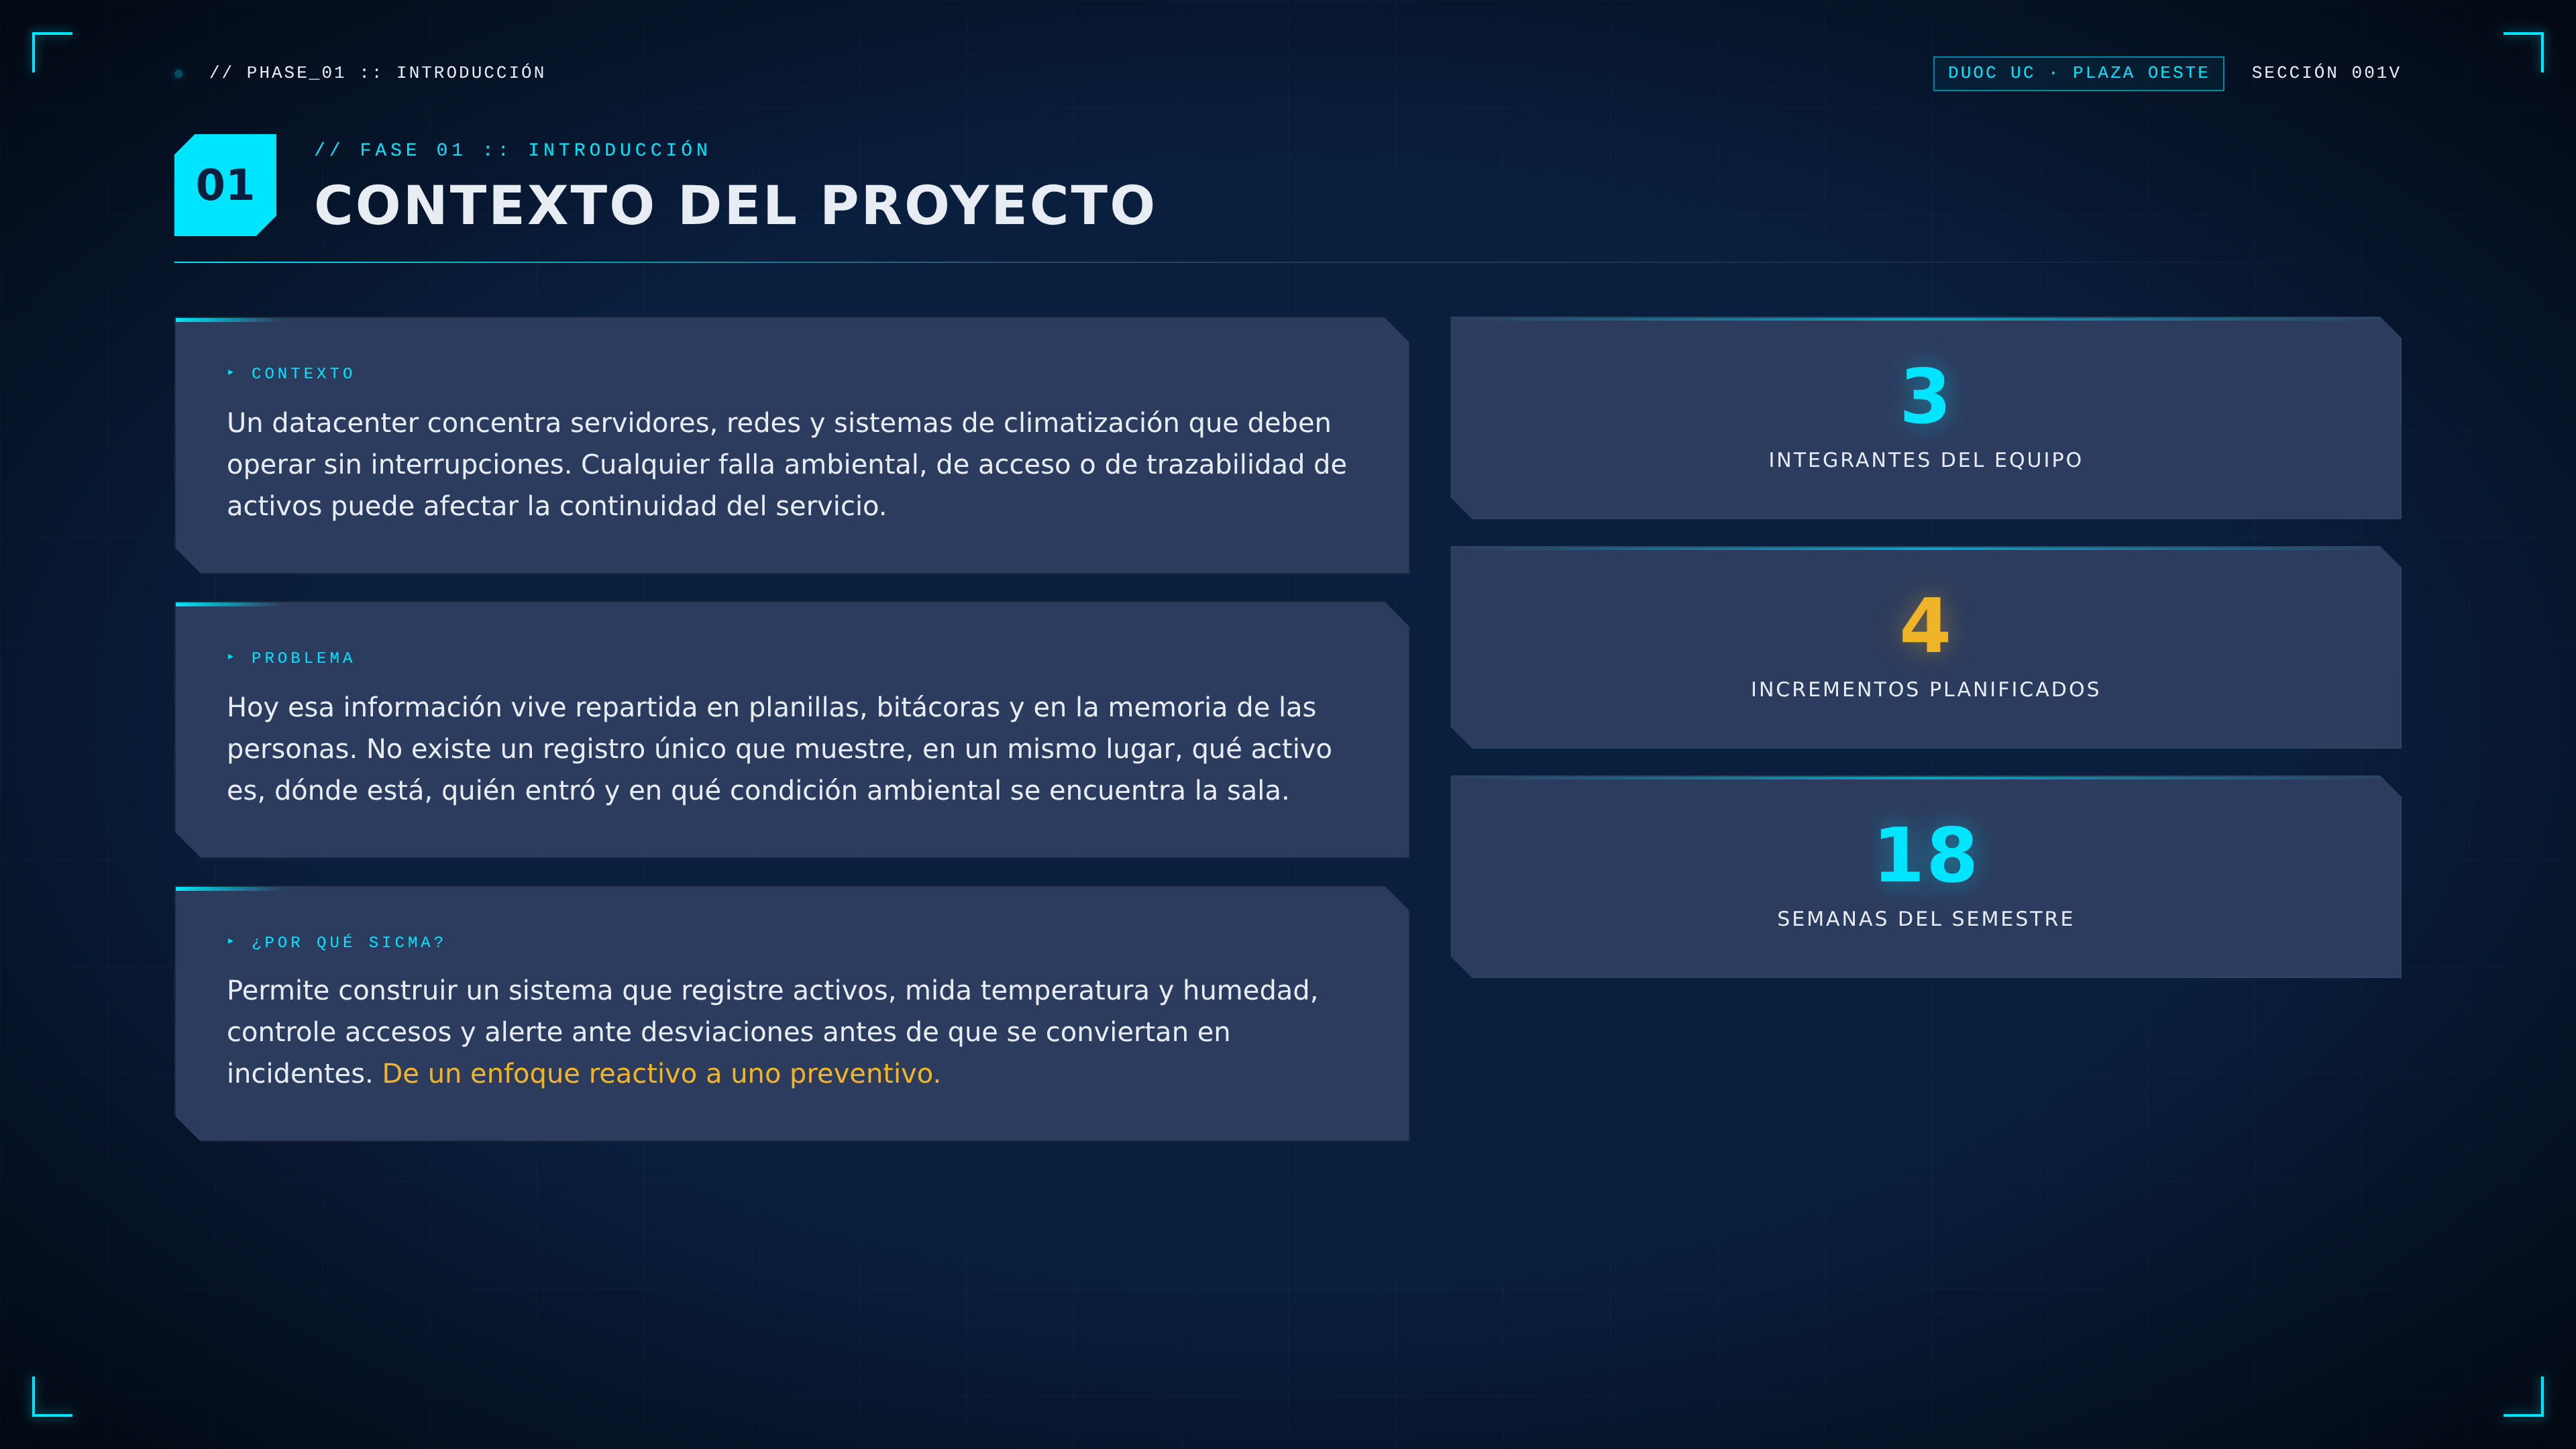 // PHASE_01 :: INTRODUCCIÓN
DUOC UC · PLAZA OESTE
SECCIÓN 001V
01
// FASE 01 :: INTRODUCCIÓN
CONTEXTO DEL PROYECTO
‣ CONTEXTO
Un datacenter concentra servidores, redes y sistemas de climatización que deben
operar sin interrupciones. Cualquier falla ambiental, de acceso o de trazabilidad de
activos puede afectar la continuidad del servicio.
‣ PROBLEMA
Hoy esa información vive repartida en planillas, bitácoras y en la memoria de las
personas. No existe un registro único que muestre, en un mismo lugar, qué activo
es, dónde está, quién entró y en qué condición ambiental se encuentra la sala.
‣ ¿POR QUÉ SICMA?
Permite construir un sistema que registre activos, mida temperatura y humedad,
controle accesos y alerte ante desviaciones antes de que se conviertan en
incidentes. De un enfoque reactivo a uno preventivo.
3
INTEGRANTES DEL EQUIPO
4
INCREMENTOS PLANIFICADOS
18
SEMANAS DEL SEMESTRE